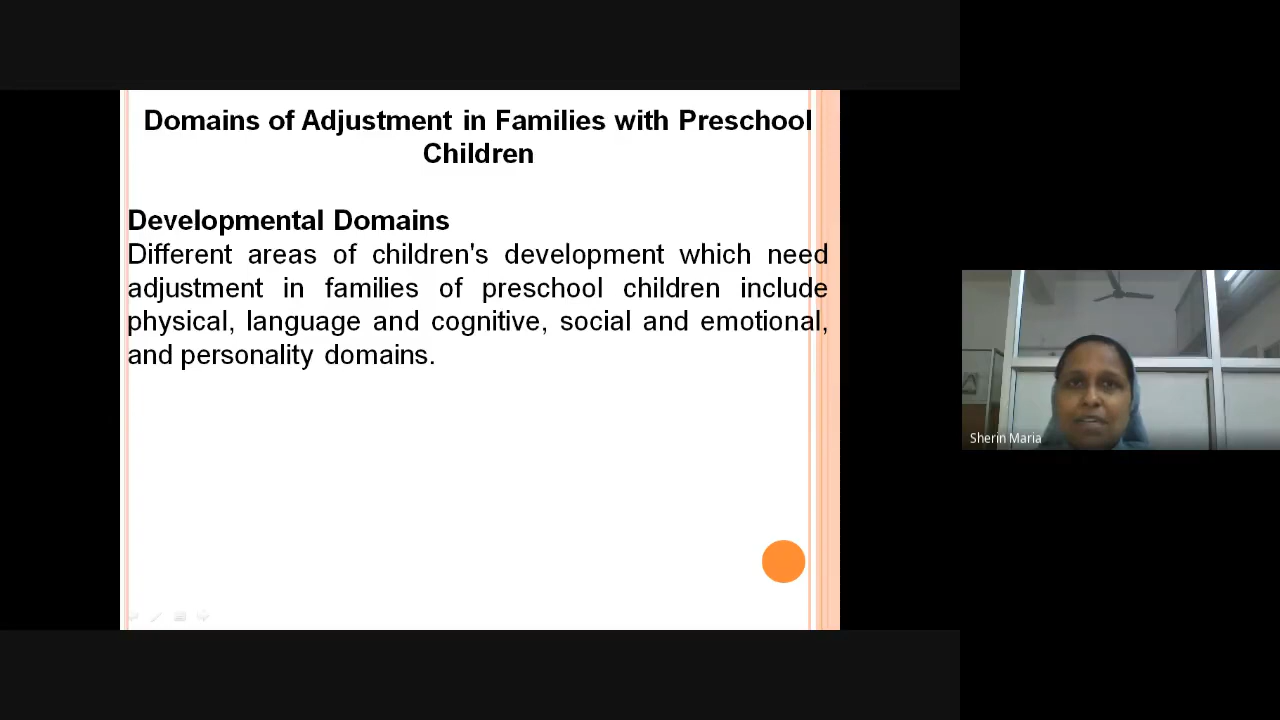 Domains of Adjustment in Families with Preschool
Children
Developmental Domains
Different areas of children's development which need
adjustment in families of preschool children include
physical, language and cognitive, social and emotional,
and personality domains.
Sherin Maria